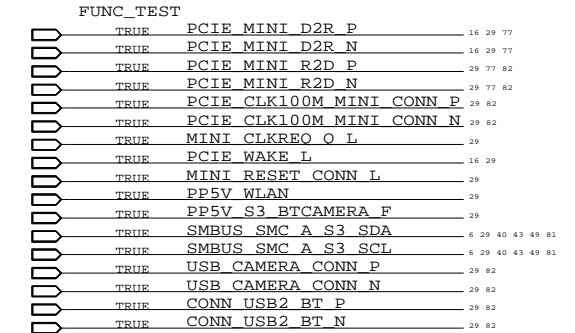 FUNC_TEST
TRUE PCIE_MINI_D2R_P 16 29 77
TRUE PCIE_MINI_D2R_N 16 29 77
TRUE PCIE_MINI_R2D_P 29 77 82
TRUE PCIE_MINI_R2D_N 29 77 82
TRUE PCIE_CLK100M_MINI_CONN_P 29 82
TRUE PCIE_CLK100M_MINI_CONN_N 29 82
TRUE MINI_CLKREQ_Q_L 29
TRUE PCIE_WAKE_L 16 29
TRUE MINI_RESET_CONN_L 29
TRUE PP5V_WLAN 29
TRUE PP5V_S3_BTCAMERA_F 29
TRUE SMBUS_SMC_A_S3_SDA 6 29 40 43 49 81
TRUE SMBUS_SMC_A_S3_SCL 6 29 40 43 49 81
TRUE USB_CAMERA_CONN_P 29 82
TRUE USB_CAMERA_CONN_N 29 82
TRUE CONN_USB2_BT_P 29 82
TRUE CONN_USB2_BT_N 29 82